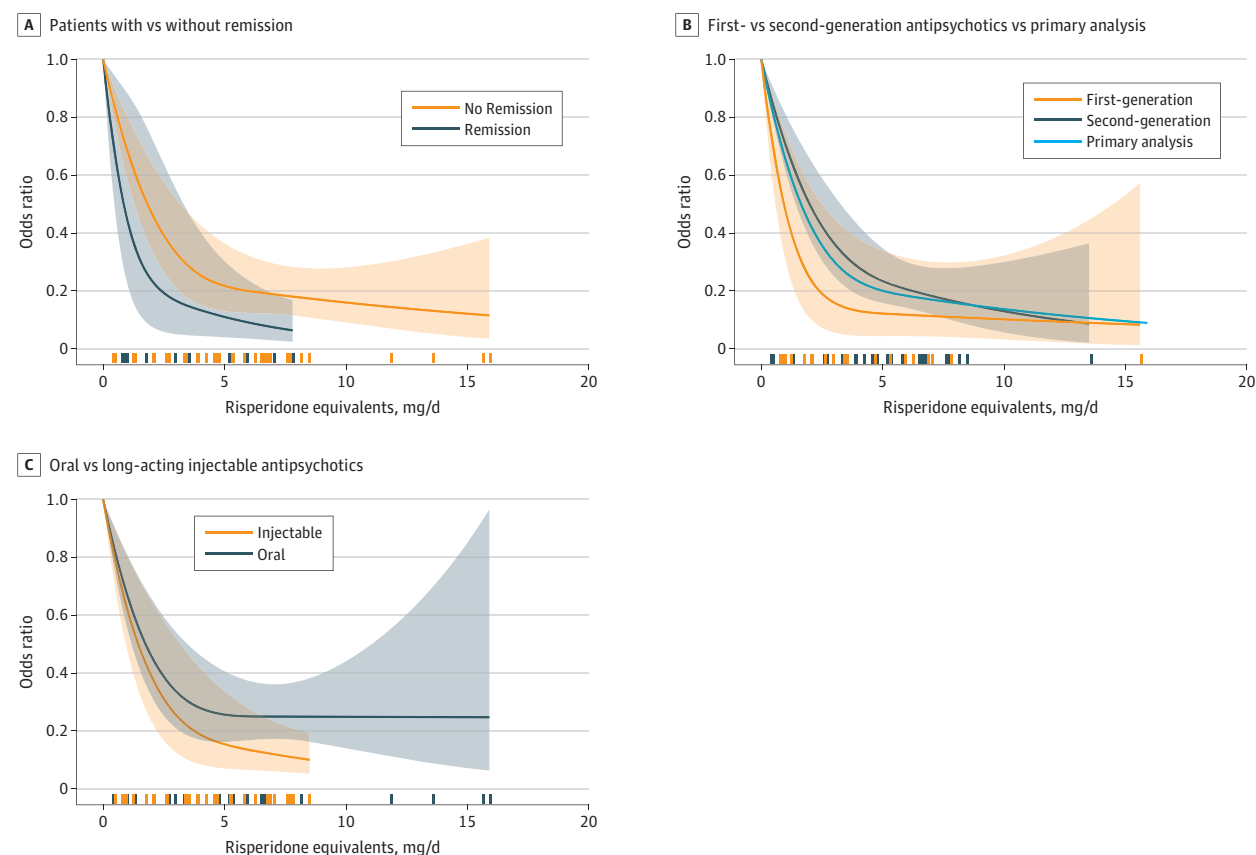 A Patients with vs without remission
1.0
0.8
0.6
0.4
0.2
0
Odds ratio
No Remission
Remission
0 5 10 15 20
Risperidone equivalents, mg/d
B First- vs second-generation antipsychotics vs primary analysis
1.0
0.8
0.6
0.4
0.2
0
Odds ratio
First-generation
Second-generation
Primary analysis
0 5 10 15 20
Risperidone equivalents, mg/d
C Oral vs long-acting injectable antipsychotics
1.0
0.8
0.6
0.4
0.2
0
Odds ratio
Injectable
Oral
0 5 10 15 20
Risperidone equivalents, mg/d